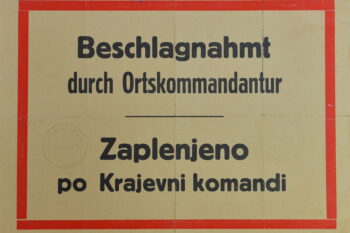 Beschlagnahmt
durch Ortskommandantur
Zaplenjeno
po Krajevni komandi